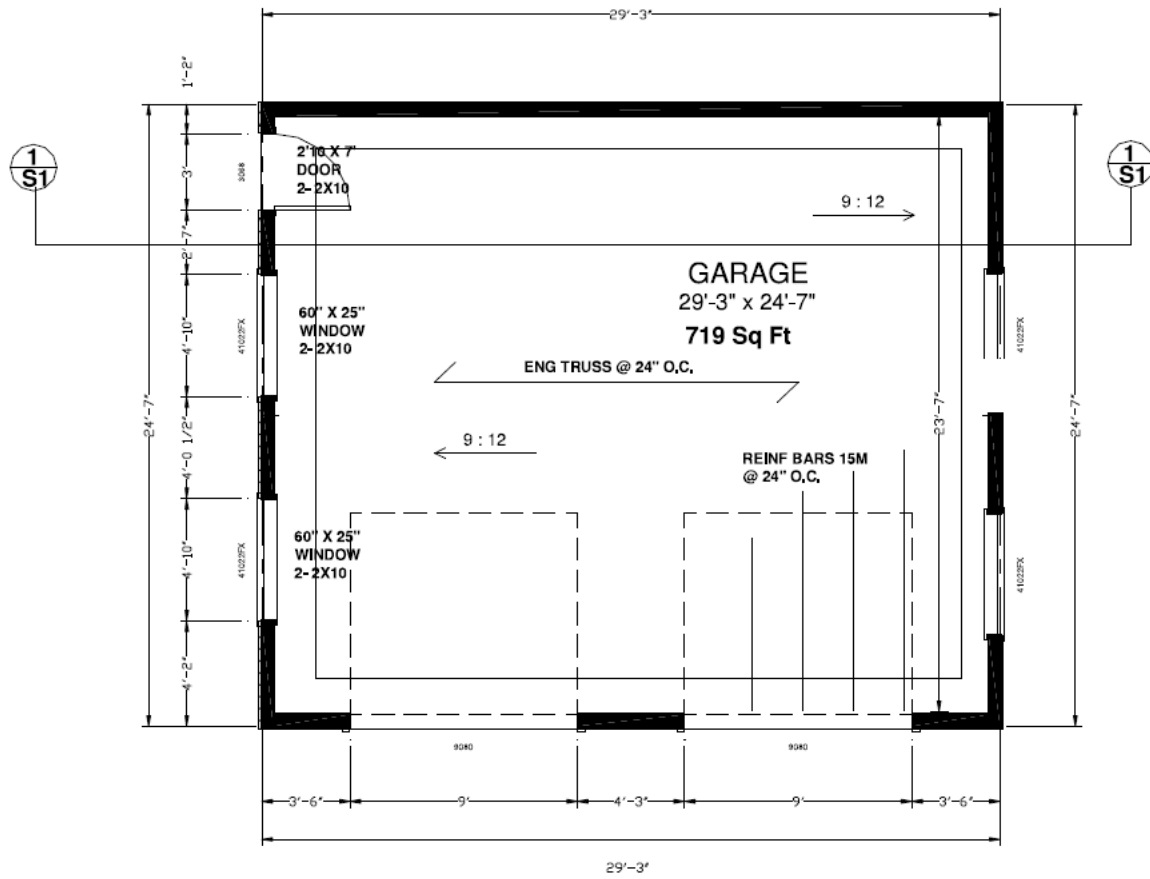 29'-3"
1'-2"
1
S1
3068
3'
2'10 X 7'
DOOR
2- 2X10
9 : 12
1
S1
2'-7"
GARAGE
29'-3" x 24'-7"
719 Sq Ft
60" X 25"
WINDOW
2- 2X10
41022FX
4'-10"
41022FX
ENG TRUSS @ 24" O.C.
24'-7"
4'-0 1/2"
9 : 12
23'-7"
24'-7"
REINF BARS 15M
@ 24" O.C.
60" X 25"
WINDOW
2- 2X10
41022FX
4'-10"
41022FX
4'-2"
9080
9080
3'-6"
9'
4'-3"
9'
3'-6"
29'-3"